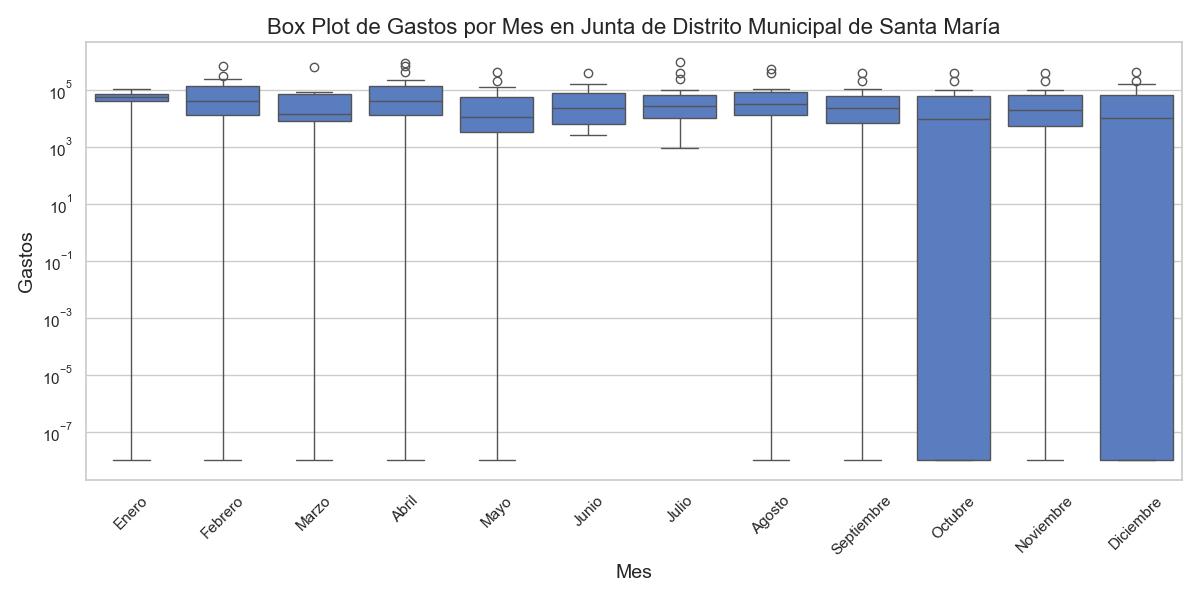 Box Plot de Gastos por Mes en Junta de Distrito Municipal de Santa María
Gastos
10^5
10^3
10^1
10^−1
10^−3
10^−5
10^−7
Enero
Febrero
Marzo
Abril
Mayo
Junio
Julio
Agosto
Septiembre
Octubre
Noviembre
Diciembre
Mes